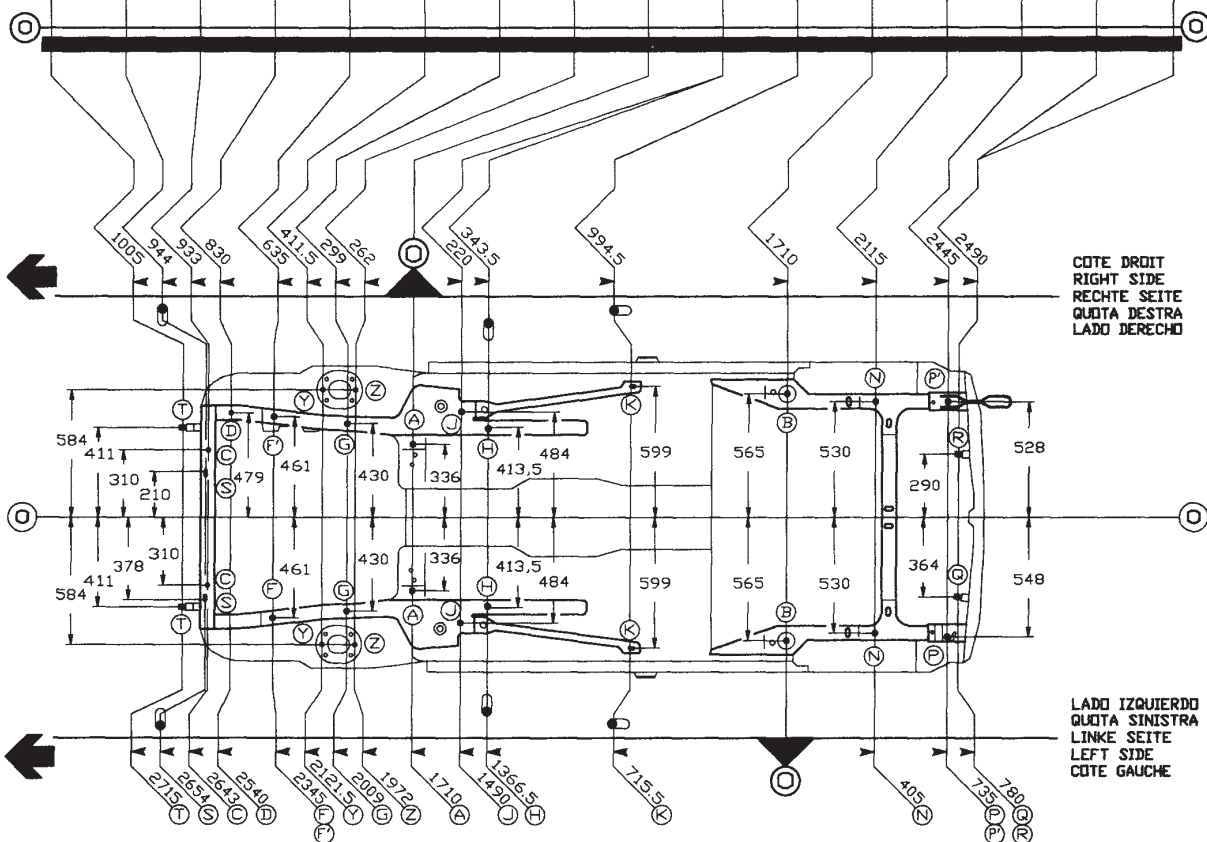 1005 944 933 830 635 411.5 299 262 220 343.5 994.5 1710 2115 2445 2490
COTE DROIT
RIGHT SIDE
RECHTE SEITE
QUOTA DESTRA
LADO DERECHO
T D C S F' Y Z G A J H K B N P' R
584 411 310 210 479 461 430 336 413,5 484 599 565 530 290 528
584 411 378 310 461 430 336 413,5 484 599 565 530 364 548
T C S F Y Z G A J H K B N P Q
LADO IZQUIERDO
QUOTA SINISTRA
LINKE SEITE
LEFT SIDE
COTE GAUCHE
2715 2654 2643 2540 2345 2121.5 2009 1972 1710 1490 1366.5 715.5 405 735 780
T S C D F Y G Z A J H K N P Q
F' P' R